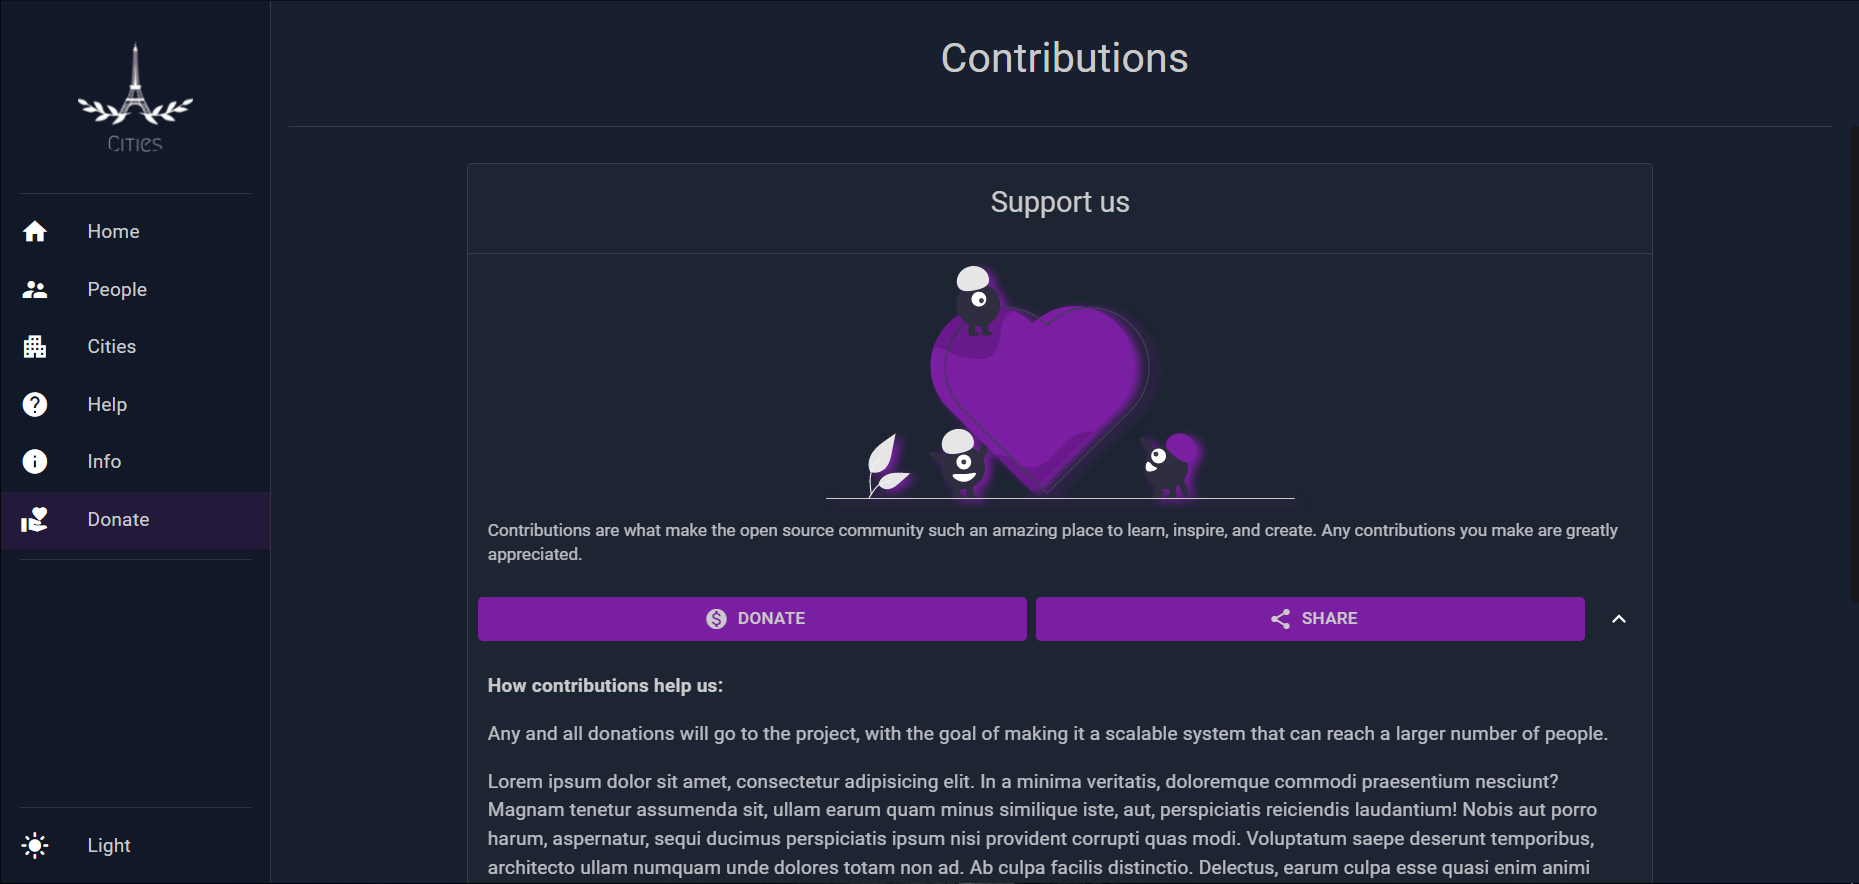 Cities
Home
People
Cities
Help
Info
Donate
Light
Contributions
Support us
Contributions are what make the open source community such an amazing place to learn, inspire, and create. Any contributions you make are greatly
appreciated.
DONATE
SHARE
How contributions help us:
Any and all donations will go to the project, with the goal of making it a scalable system that can reach a larger number of people.
Lorem ipsum dolor sit amet, consectetur adipisicing elit. In a minima veritatis, doloremque commodi praesentium nesciunt?
Magnam tenetur assumenda sit, ullam earum quam minus similique iste, aut, perspiciatis reiciendis laudantium! Nobis aut porro
harum, aspernatur, sequi ducimus perspiciatis ipsum nisi provident corrupti quas modi. Voluptatum saepe deserunt temporibus,
architecto ullam numquam unde dolores totam non ad. Ab culpa facilis distinctio. Delectus, earum culpa esse quasi enim animi